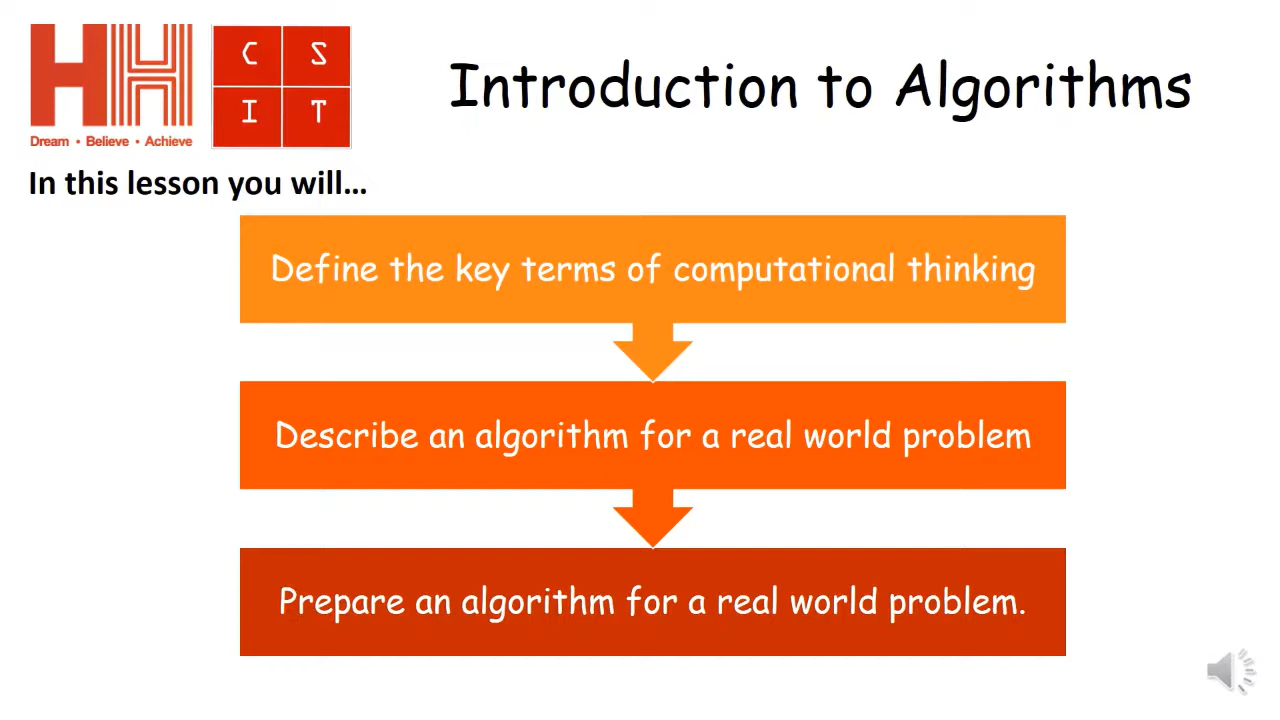 HH
C S
I T
Introduction to Algorithms
Dream • Believe • Achieve
In this lesson you will...
Define the key terms of computational thinking
Describe an algorithm for a real world problem
Prepare an algorithm for a real world problem.